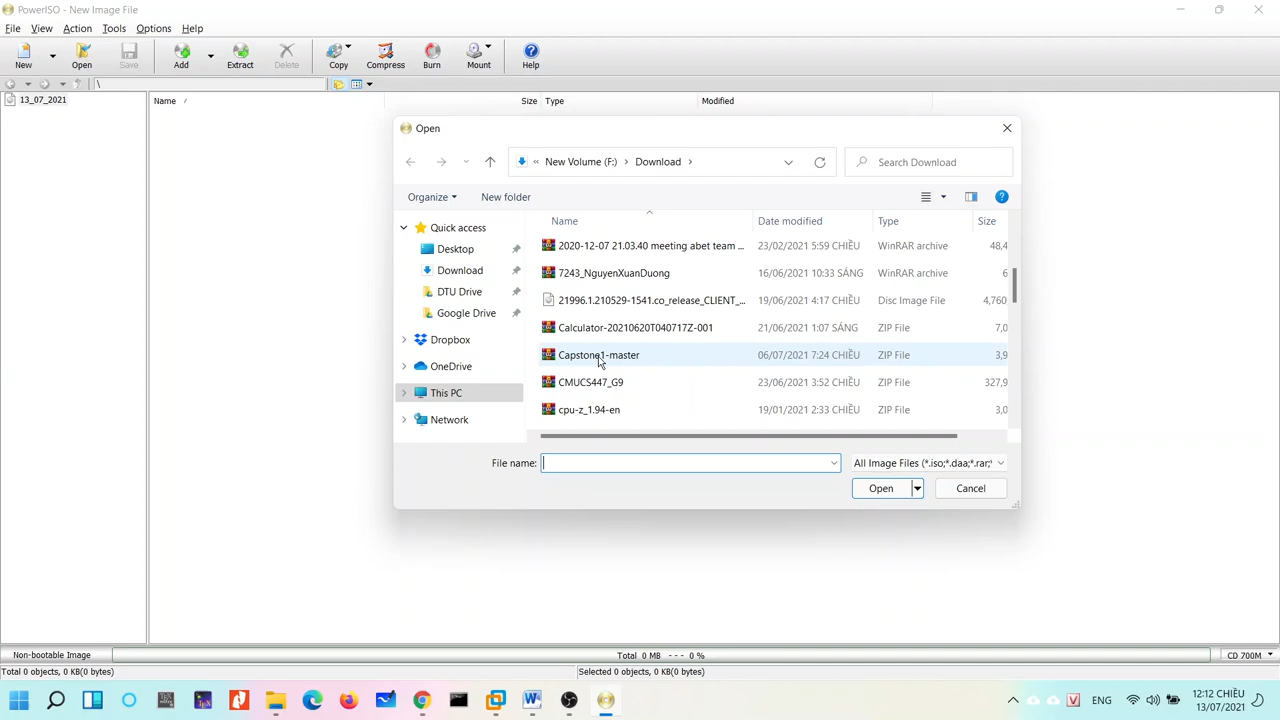 PowerISO - New Image File
File View Action Tools Options Help
New Open Save Add Extract Delete Copy Compress Burn Mount Help
\
13_07_2021
Name / Size Type Modified
Open
« New Volume (F:) › Download ›
Search Download
Organize New folder
Name Date modified Type Size
Quick access
Desktop
Download
DTU Drive
Google Drive
Dropbox
OneDrive
This PC
Network
2020-12-07 21.03.40 meeting abet team ... 23/02/2021 5:59 CHIỀU WinRAR archive 48,4
7243_NguyenXuanDuong 16/06/2021 10:33 SÁNG WinRAR archive 6
21996.1.210529-1541.co_release_CLIENT_... 19/06/2021 4:17 CHIỀU Disc Image File 4,760
Calculator-20210620T040717Z-001 21/06/2021 1:07 SÁNG ZIP File 7,0
Capstone1-master 06/07/2021 7:24 CHIỀU ZIP File 3,9
CMUCS447_G9 23/06/2021 3:52 CHIỀU ZIP File 327,9
cpu-z_1.94-en 19/01/2021 2:33 CHIỀU ZIP File 3,0
File name:
All Image Files (*.iso;*.daa;*.rar;*
Open Cancel
Non-bootable Image Total 0 MB - - - 0 % CD 700M
Total 0 objects, 0 KB(0 bytes) Selected 0 objects, 0 KB(0 bytes)
ENG
12:12 CHIỀU
13/07/2021